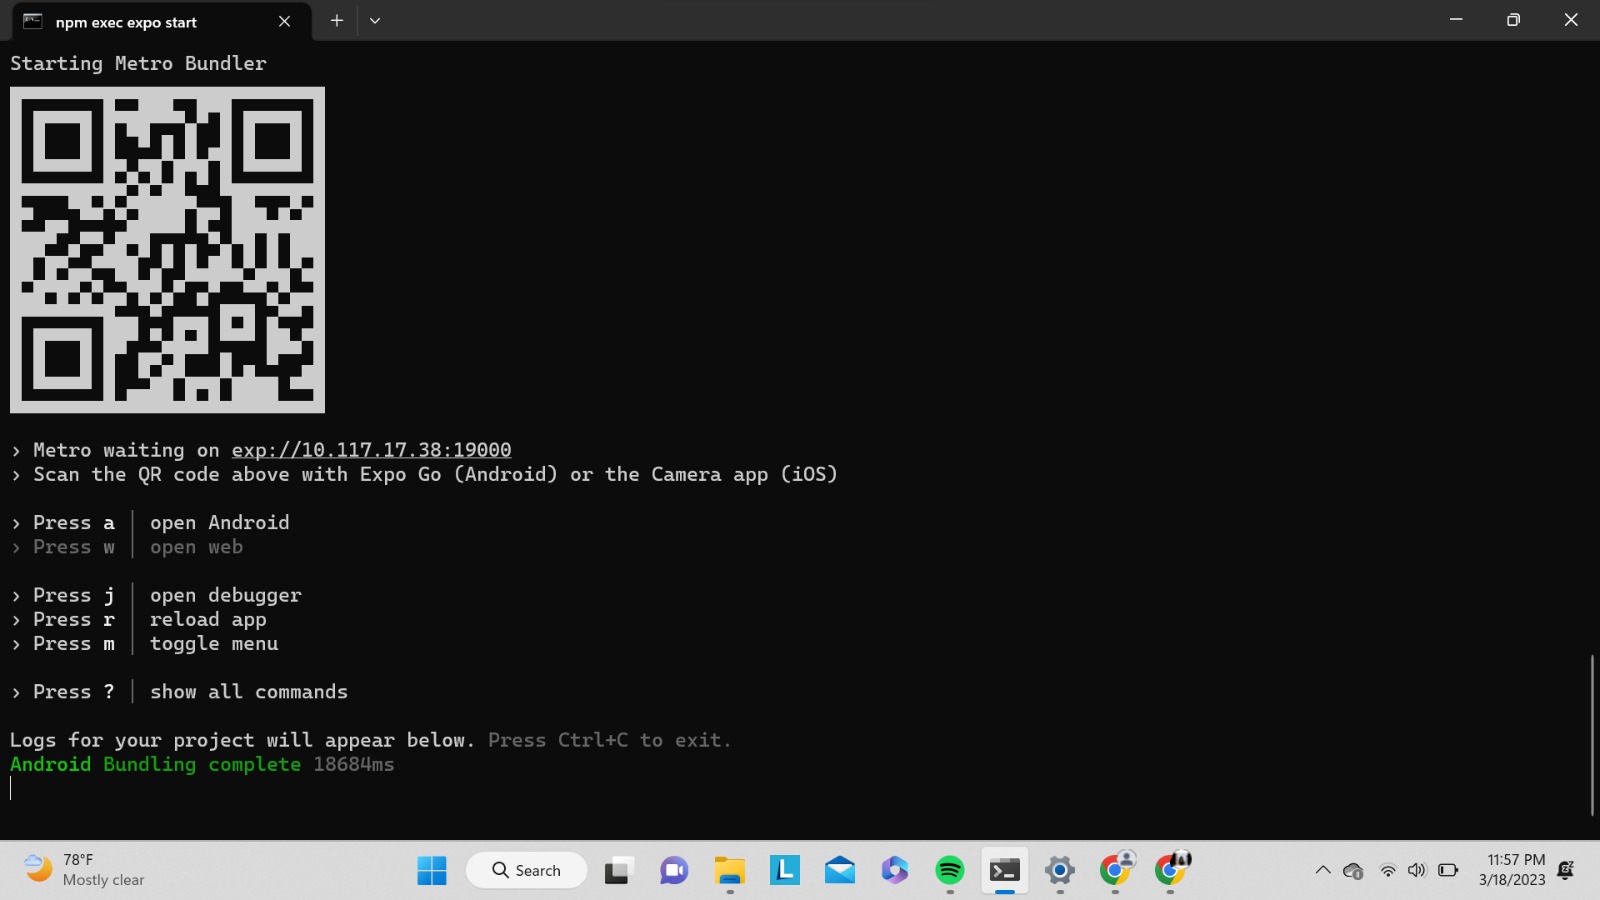 npm exec expo start
Starting Metro Bundler
› Metro waiting on exp://10.117.17.38:19000
› Scan the QR code above with Expo Go (Android) or the Camera app (iOS)
› Press a │ open Android
› Press w │ open web
› Press j │ open debugger
› Press r │ reload app
› Press m │ toggle menu
› Press ? │ show all commands
Logs for your project will appear below. Press Ctrl+C to exit.
Android Bundling complete 18684ms
78°F
Mostly clear
Search
L
11:57 PM
3/18/2023